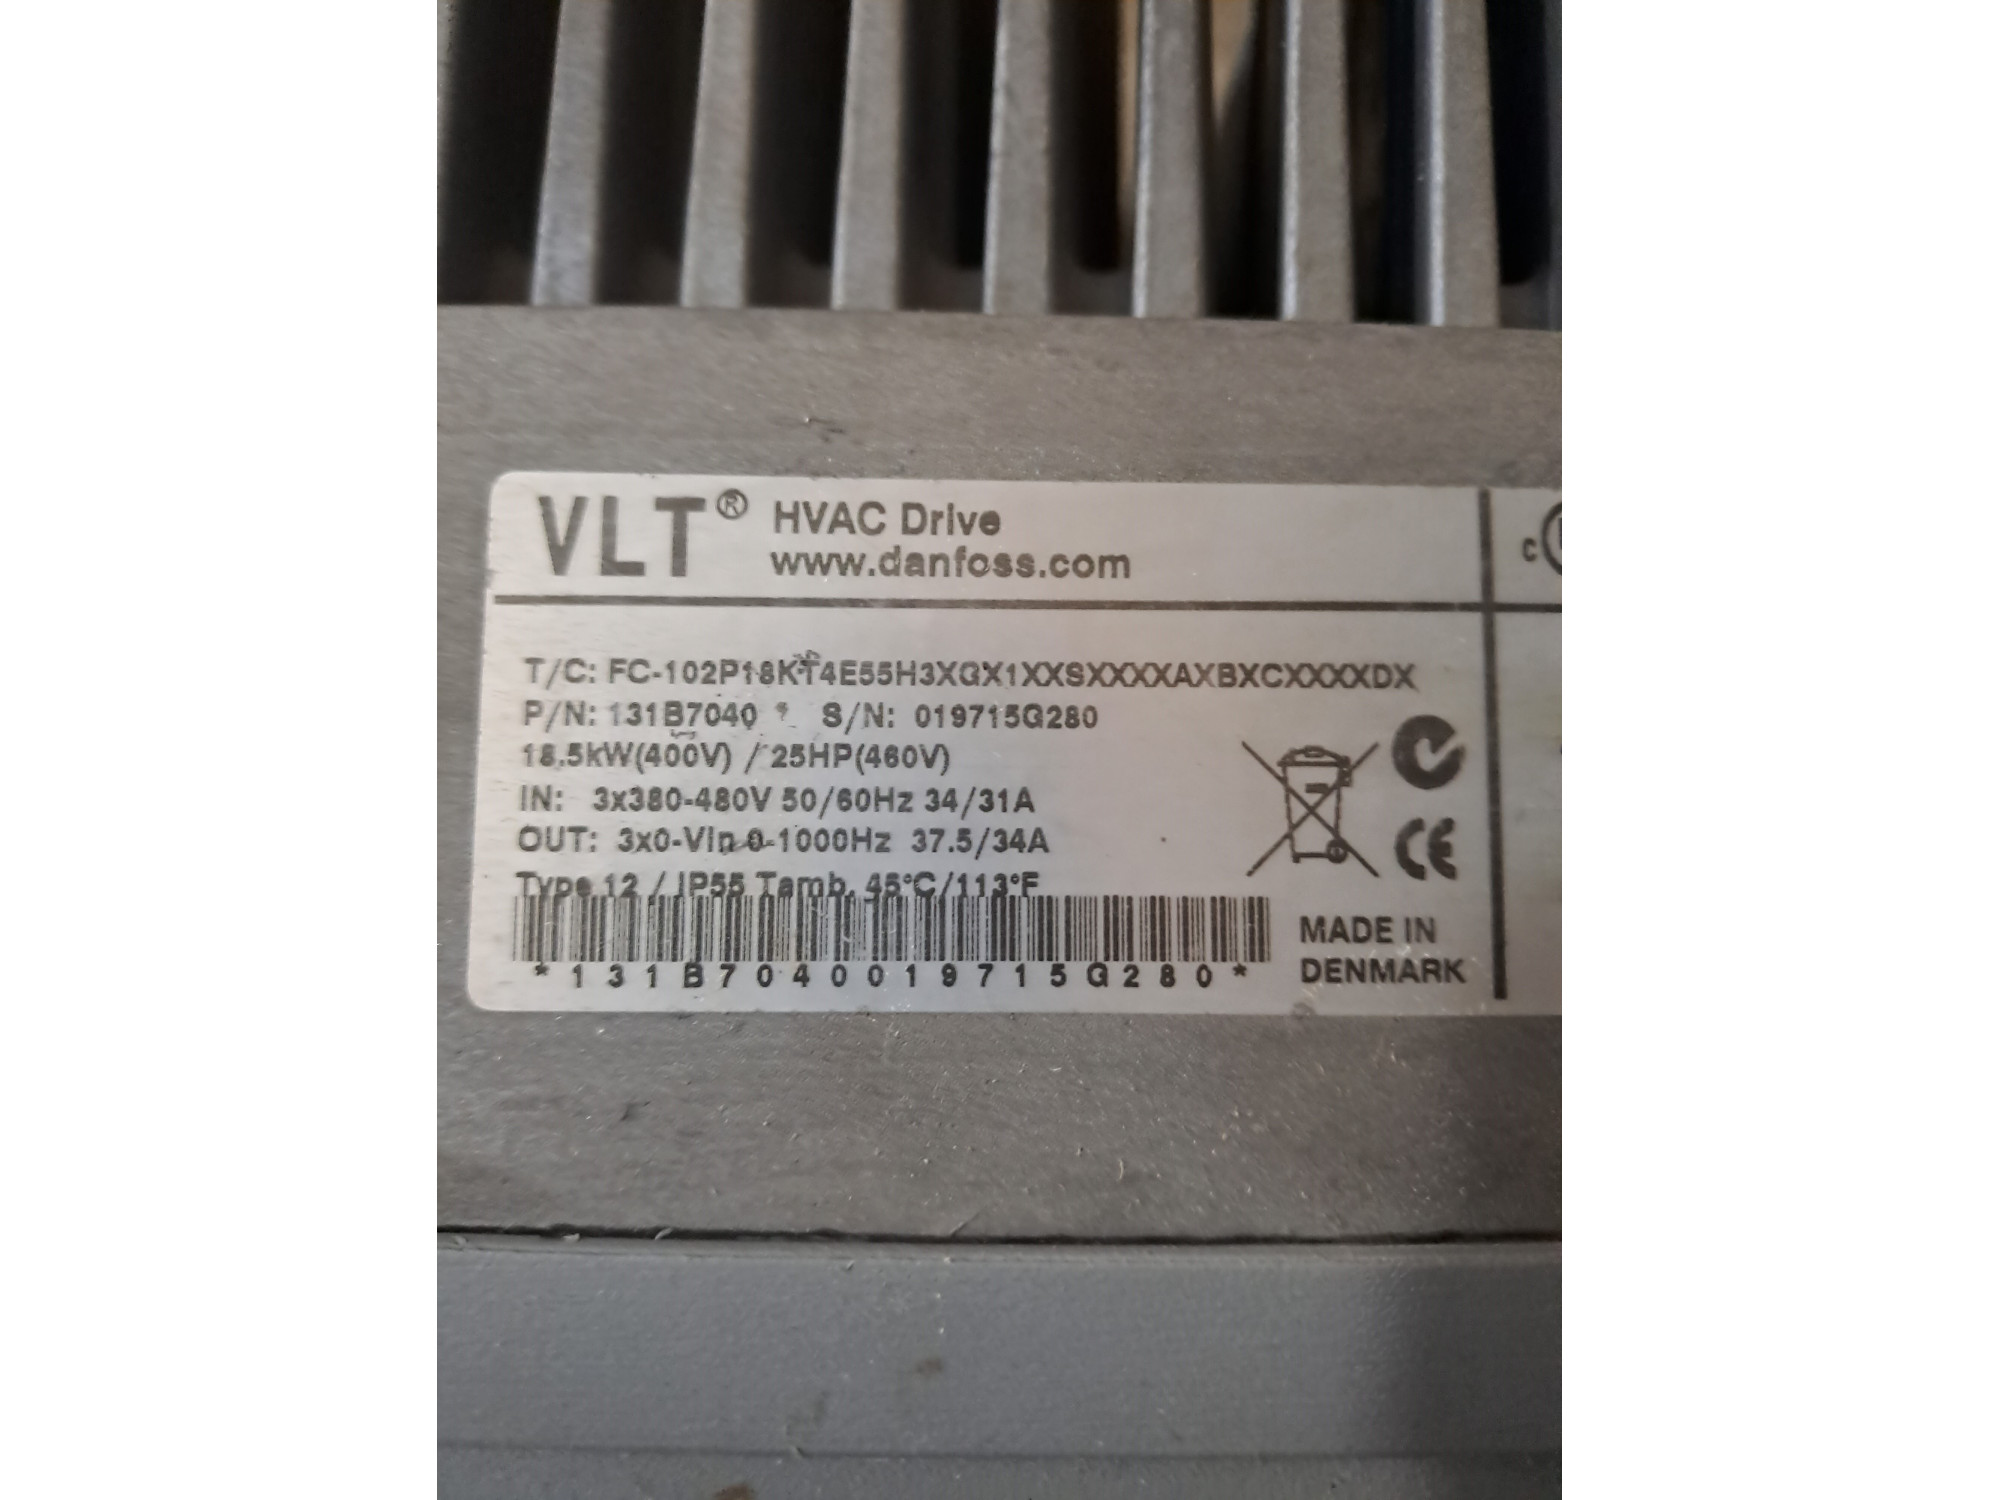 VLT® HVAC Drive
www.danfoss.com
c
T/C: FC-102P18KT4E55H3XGX1XXSXXXXAXBXCXXXXDX
P/N: 131B7040 S/N: 019715G280
18.5kW(400V) / 25HP(460V)
IN: 3x380-480V 50/60Hz 34/31A
OUT: 3x0-Vin 0-1000Hz 37.5/34A
Type 12 / IP55 Tamb. 45°C/113°F
CE
*131B7040019715G280*
MADE IN
DENMARK